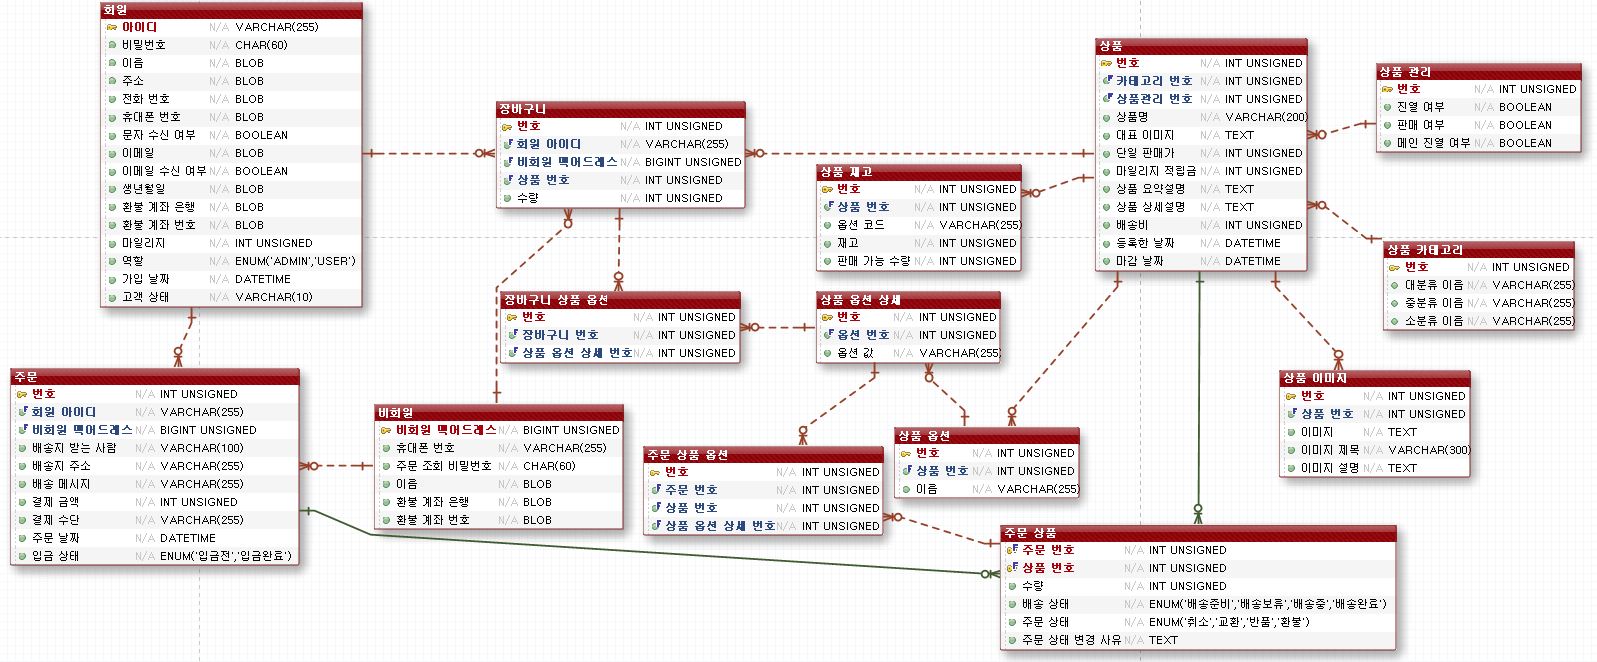 회원
아이디 N/A VARCHAR(255)
비밀번호 N/A CHAR(60)
이름 N/A BLOB
주소 N/A BLOB
전화 번호 N/A BLOB
휴대폰 번호 N/A BLOB
문자 수신 여부 N/A BOOLEAN
이메일 N/A BLOB
이메일 수신 여부 N/A BOOLEAN
생년월일 N/A BLOB
환불 계좌 은행 N/A BLOB
환불 계좌 번호 N/A BLOB
마일리지 N/A INT UNSIGNED
역할 N/A ENUM('ADMIN','USER')
가입 날짜 N/A DATETIME
고객 상태 N/A VARCHAR(10)
장바구니
번호 N/A INT UNSIGNED
회원 아이디 N/A VARCHAR(255)
비회원 맥어드레스 N/A BIGINT UNSIGNED
상품 번호 N/A INT UNSIGNED
수량 N/A INT UNSIGNED
상품
번호 N/A INT UNSIGNED
카테고리 번호 N/A INT UNSIGNED
상품관리 번호 N/A INT UNSIGNED
상품명 N/A VARCHAR(200)
대표 이미지 N/A TEXT
단일 판매가 N/A INT UNSIGNED
마일리지 적립금 N/A INT UNSIGNED
상품 요약설명 N/A TEXT
상품 상세설명 N/A TEXT
배송비 N/A INT UNSIGNED
등록한 날짜 N/A DATETIME
마감 날짜 N/A DATETIME
상품 관리
번호 N/A INT UNSIGNED
진열 여부 N/A BOOLEAN
판매 여부 N/A BOOLEAN
메인 진열 여부 N/A BOOLEAN
상품 재고
번호 N/A INT UNSIGNED
상품 번호 N/A INT UNSIGNED
옵션 코드 N/A VARCHAR(255)
재고 N/A INT UNSIGNED
판매 가능 수량 N/A INT UNSIGNED
상품 카테고리
번호 N/A INT UNSIGNED
대분류 이름 N/A VARCHAR(255)
중분류 이름 N/A VARCHAR(255)
소분류 이름 N/A VARCHAR(255)
장바구니 상품 옵션
번호 N/A INT UNSIGNED
장바구니 번호 N/A INT UNSIGNED
상품 옵션 상세 번호 N/A INT UNSIGNED
상품 옵션 상세
번호 N/A INT UNSIGNED
옵션 번호 N/A INT UNSIGNED
옵션 값 N/A VARCHAR(255)
주문
번호 N/A INT UNSIGNED
회원 아이디 N/A VARCHAR(255)
비회원 맥어드레스 N/A BIGINT UNSIGNED
배송지 받는 사람 N/A VARCHAR(100)
배송지 주소 N/A VARCHAR(255)
배송 메시지 N/A VARCHAR(255)
결제 금액 N/A INT UNSIGNED
결제 수단 N/A VARCHAR(255)
주문 날짜 N/A DATETIME
입금 상태 N/A ENUM('입금전','입금완료')
비회원
비회원 맥어드레스 N/A BIGINT UNSIGNED
휴대폰 번호 N/A VARCHAR(255)
주문 조회 비밀번호 N/A CHAR(60)
이름 N/A BLOB
환불 계좌 은행 N/A BLOB
환불 계좌 번호 N/A BLOB
상품 이미지
번호 N/A INT UNSIGNED
상품 번호 N/A INT UNSIGNED
이미지 N/A TEXT
이미지 제목 N/A VARCHAR(300)
이미지 설명 N/A TEXT
상품 옵션
번호 N/A INT UNSIGNED
상품 번호 N/A INT UNSIGNED
이름 N/A VARCHAR(255)
주문 상품 옵션
번호 N/A INT UNSIGNED
주문 번호 N/A INT UNSIGNED
상품 번호 N/A INT UNSIGNED
상품 옵션 상세 번호 N/A INT UNSIGNED
주문 상품
주문 번호 N/A INT UNSIGNED
상품 번호 N/A INT UNSIGNED
수량 N/A INT UNSIGNED
배송 상태 N/A ENUM('배송준비','배송보류','배송중','배송완료')
주문 상태 N/A ENUM('취소','교환','반품','환불')
주문 상태 변경 사유 N/A TEXT